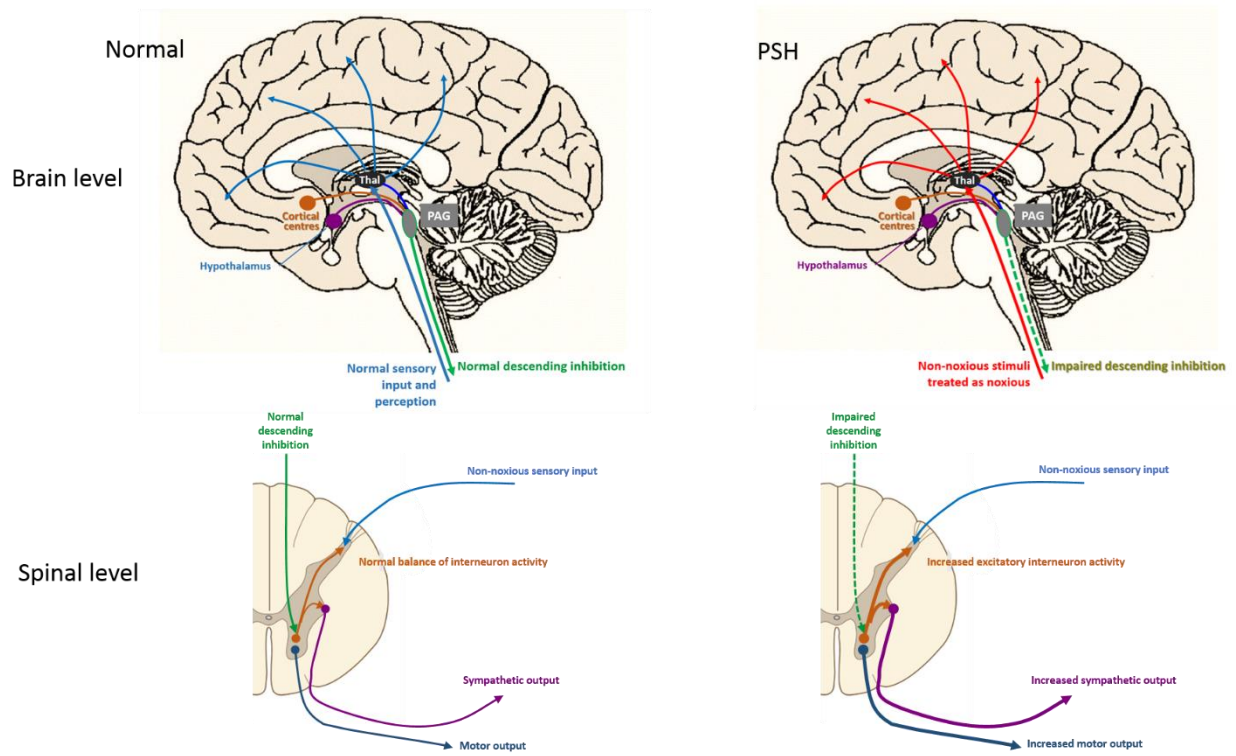 Normal
PSH
Brain level
Thal
Cortical
centres
PAG
Hypothalamus
Normal sensory
input and
perception
Normal descending inhibition
Thal
Cortical
centres
PAG
Hypothalamus
Non-noxious stimuli
treated as noxious
Impaired descending inhibition
Spinal level
Normal
descending
inhibition
Non-noxious sensory input
Normal balance of interneuron activity
Sympathetic output
Motor output
Impaired
descending
inhibition
Non-noxious sensory input
Increased excitatory interneuron activity
Increased sympathetic output
Increased motor output